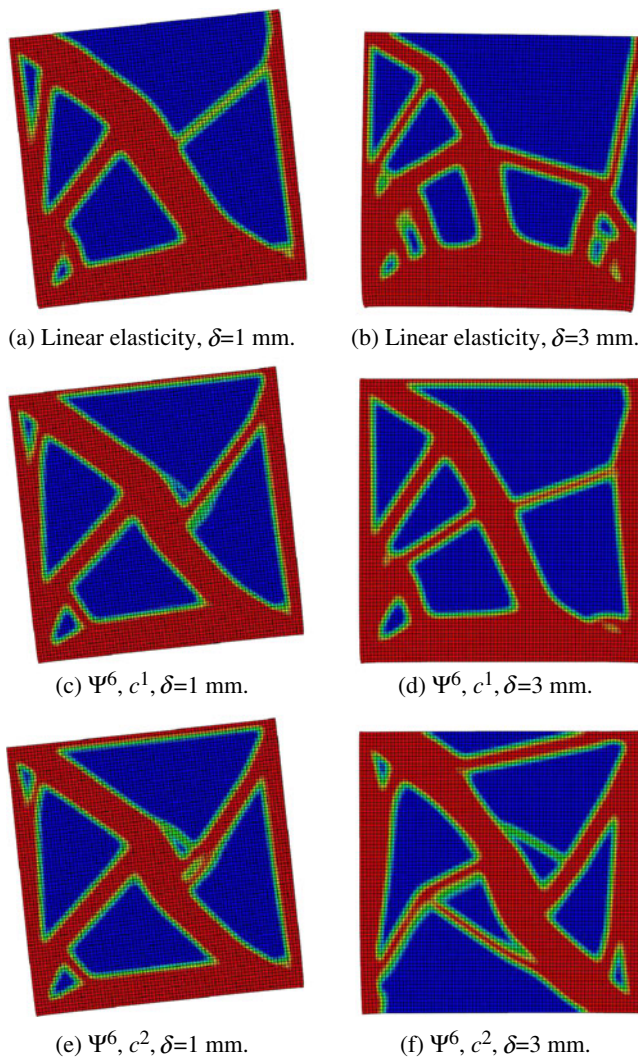 (a) Linear elasticity, δ=1 mm.
(b) Linear elasticity, δ=3 mm.
(c) Ψ⁶, c¹, δ=1 mm.
(d) Ψ⁶, c¹, δ=3 mm.
(e) Ψ⁶, c², δ=1 mm.
(f) Ψ⁶, c², δ=3 mm.